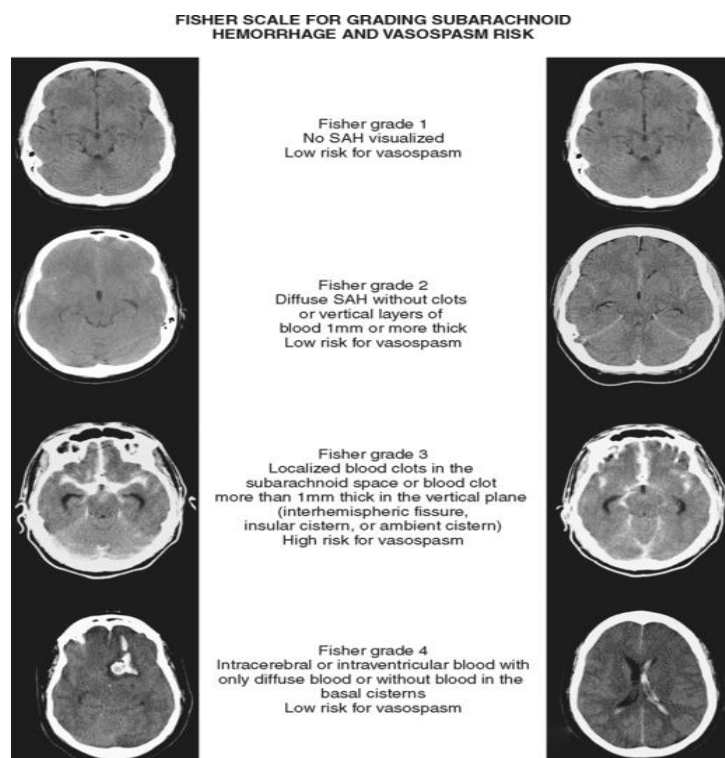 FISHER SCALE FOR GRADING SUBARACHNOID
HEMORRHAGE AND VASOSPASM RISK
Fisher grade 1
No SAH visualized
Low risk for vasospasm
Fisher grade 2
Diffuse SAH without clots
or vertical layers of
blood 1mm or more thick
Low risk for vasospasm
Fisher grade 3
Localized blood clots in the
subarachnoid space or blood clot
more than 1mm thick in the vertical plane
(interhemispheric fissure,
insular cistern, or ambient cistern)
High risk for vasospasm
Fisher grade 4
Intracerebral or intraventricular blood with
only diffuse blood or without blood in the
basal cisterns
Low risk for vasospasm